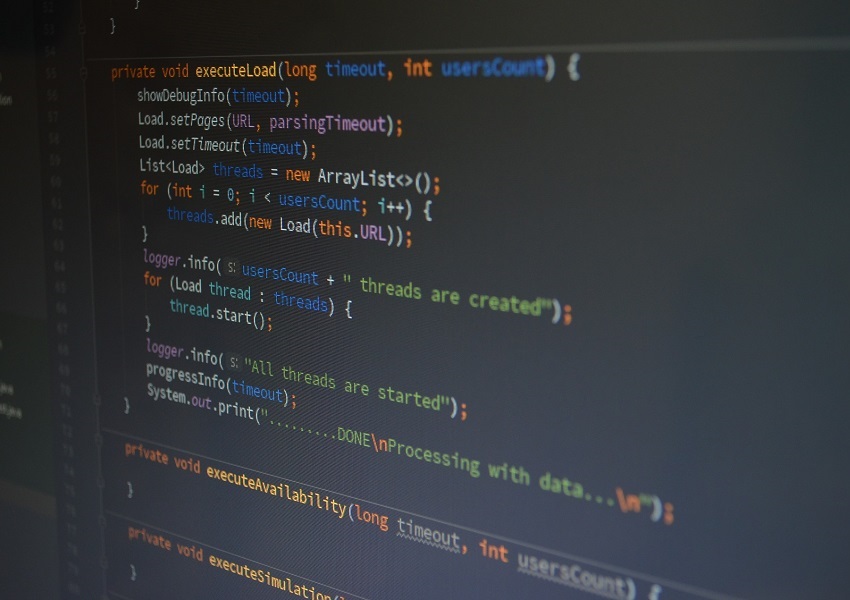 }
}
private void executeLoad(long timeout, int usersCount) {
showDebugInfo(timeout);
Load.setPages(URL, parsingTimeout);
Load.setTimeout(timeout);
List<Load> threads = new ArrayList<>();
for (int i = 0; i < usersCount; i++) {
threads.add(new Load(this.URL));
}
logger.info( s: usersCount + " threads are created");
for (Load thread : threads) {
thread.start();
}
logger.info( s: "All threads are started");
progressInfo(timeout);
System.out.print(".........DONE\nProcessing with data...\n");
}
private void executeAvailability(long timeout, int usersCount) {
}
private void executeSimulation(
}